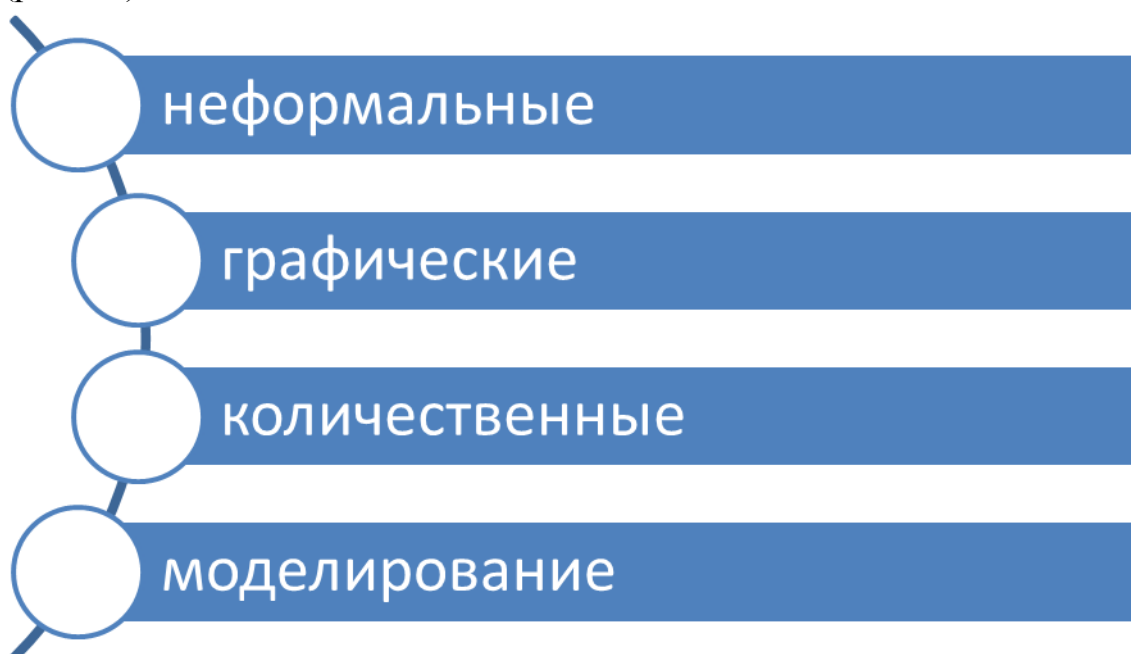 неформальные
графические
количественные
моделирование